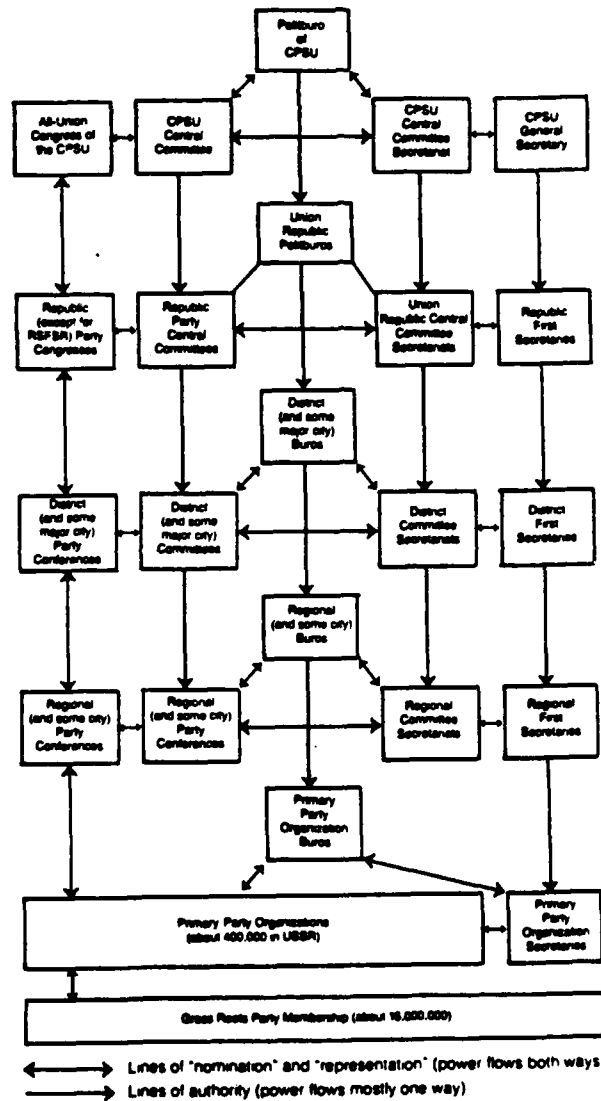 Politburo
of
CPSU
All-Union
Congress of
the CPSU
CPSU
Central
Committee
CPSU
Central
Committee
Secretariat
CPSU
General
Secretary
Union
Republic
Politburos
Republic
(except for
RSFSR) Party
Congresses
Republic
Party
Central
Committees
Union
Republic Central
Committee
Secretariats
Republic
First
Secretaries
District
(and some
major city)
Buros
District
(and some
major city)
Party
Conferences
District
(and some
major city)
Committees
District
Committee
Secretariats
District
First
Secretaries
Regional
(and some city)
Buros
Regional
(and some city)
Party
Conferences
Regional
(and some city)
Party
Conferences
Regional
Committee
Secretariats
Regional
First
Secretaries
Primary
Party
Organization
Buros
Primary Party Organizations
(about 400.000 in USSR)
Primary
Party
Organization
Secretaries
Grass Roots Party Membership (about 16.000.000)
Lines of "nomination" and "representation" (power flows both ways
Lines of authority (power flows mostly one way)